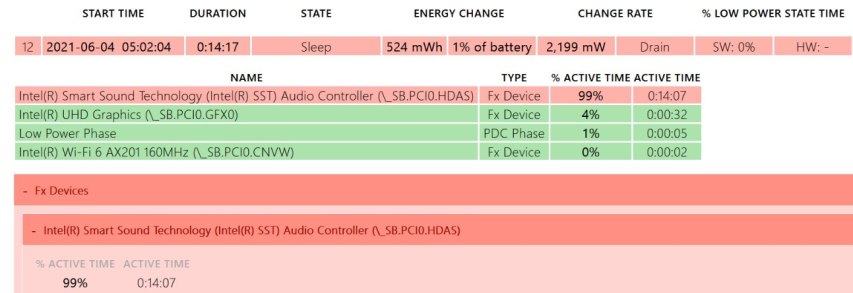 START TIME DURATION STATE ENERGY CHANGE CHANGE RATE % LOW POWER STATE TIME
12 2021-06-04 05:02:04 0:14:17 Sleep 524 mWh 1% of battery 2,199 mW Drain SW: 0% HW: -
NAME TYPE % ACTIVE TIME ACTIVE TIME
Intel(R) Smart Sound Technology (Intel(R) SST) Audio Controller (\_SB.PCI0.HDAS) Fx Device 99% 0:14:07
Intel(R) UHD Graphics (\_SB.PCI0.GFX0) Fx Device 4% 0:00:32
Low Power Phase PDC Phase 1% 0:00:05
Intel(R) Wi-Fi 6 AX201 160MHz (\_SB.PCI0.CNVW) Fx Device 0% 0:00:02
- Fx Devices
- Intel(R) Smart Sound Technology (Intel(R) SST) Audio Controller (\_SB.PCI0.HDAS)
% ACTIVE TIME ACTIVE TIME
99% 0:14:07